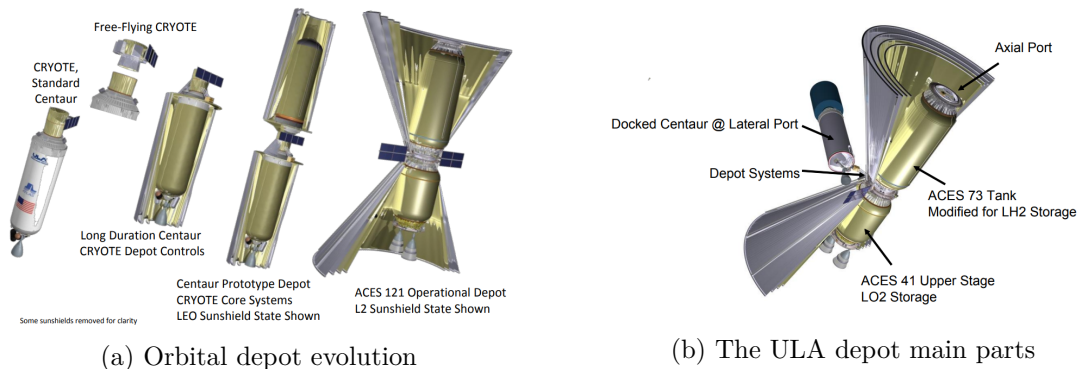 Free-Flying CRYOTE
CRYOTE,
Standard
Centaur
Long Duration Centaur
CRYOTE Depot Controls
Centaur Prototype Depot
CRYOTE Core Systems
LEO Sunshield State Shown
ACES 121 Operational Depot
L2 Sunshield State Shown
Some sunshields removed for clarity
(a) Orbital depot evolution
Axial Port
Docked Centaur @ Lateral Port
Depot Systems
ACES 73 Tank
Modified for LH2 Storage
ACES 41 Upper Stage
LO2 Storage
(b) The ULA depot main parts